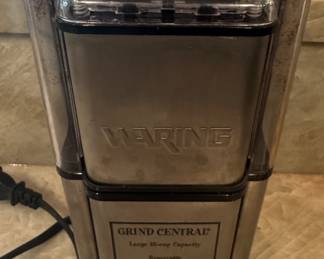 WARING
GRIND CENTRAL®
Large 10-cup Capacity